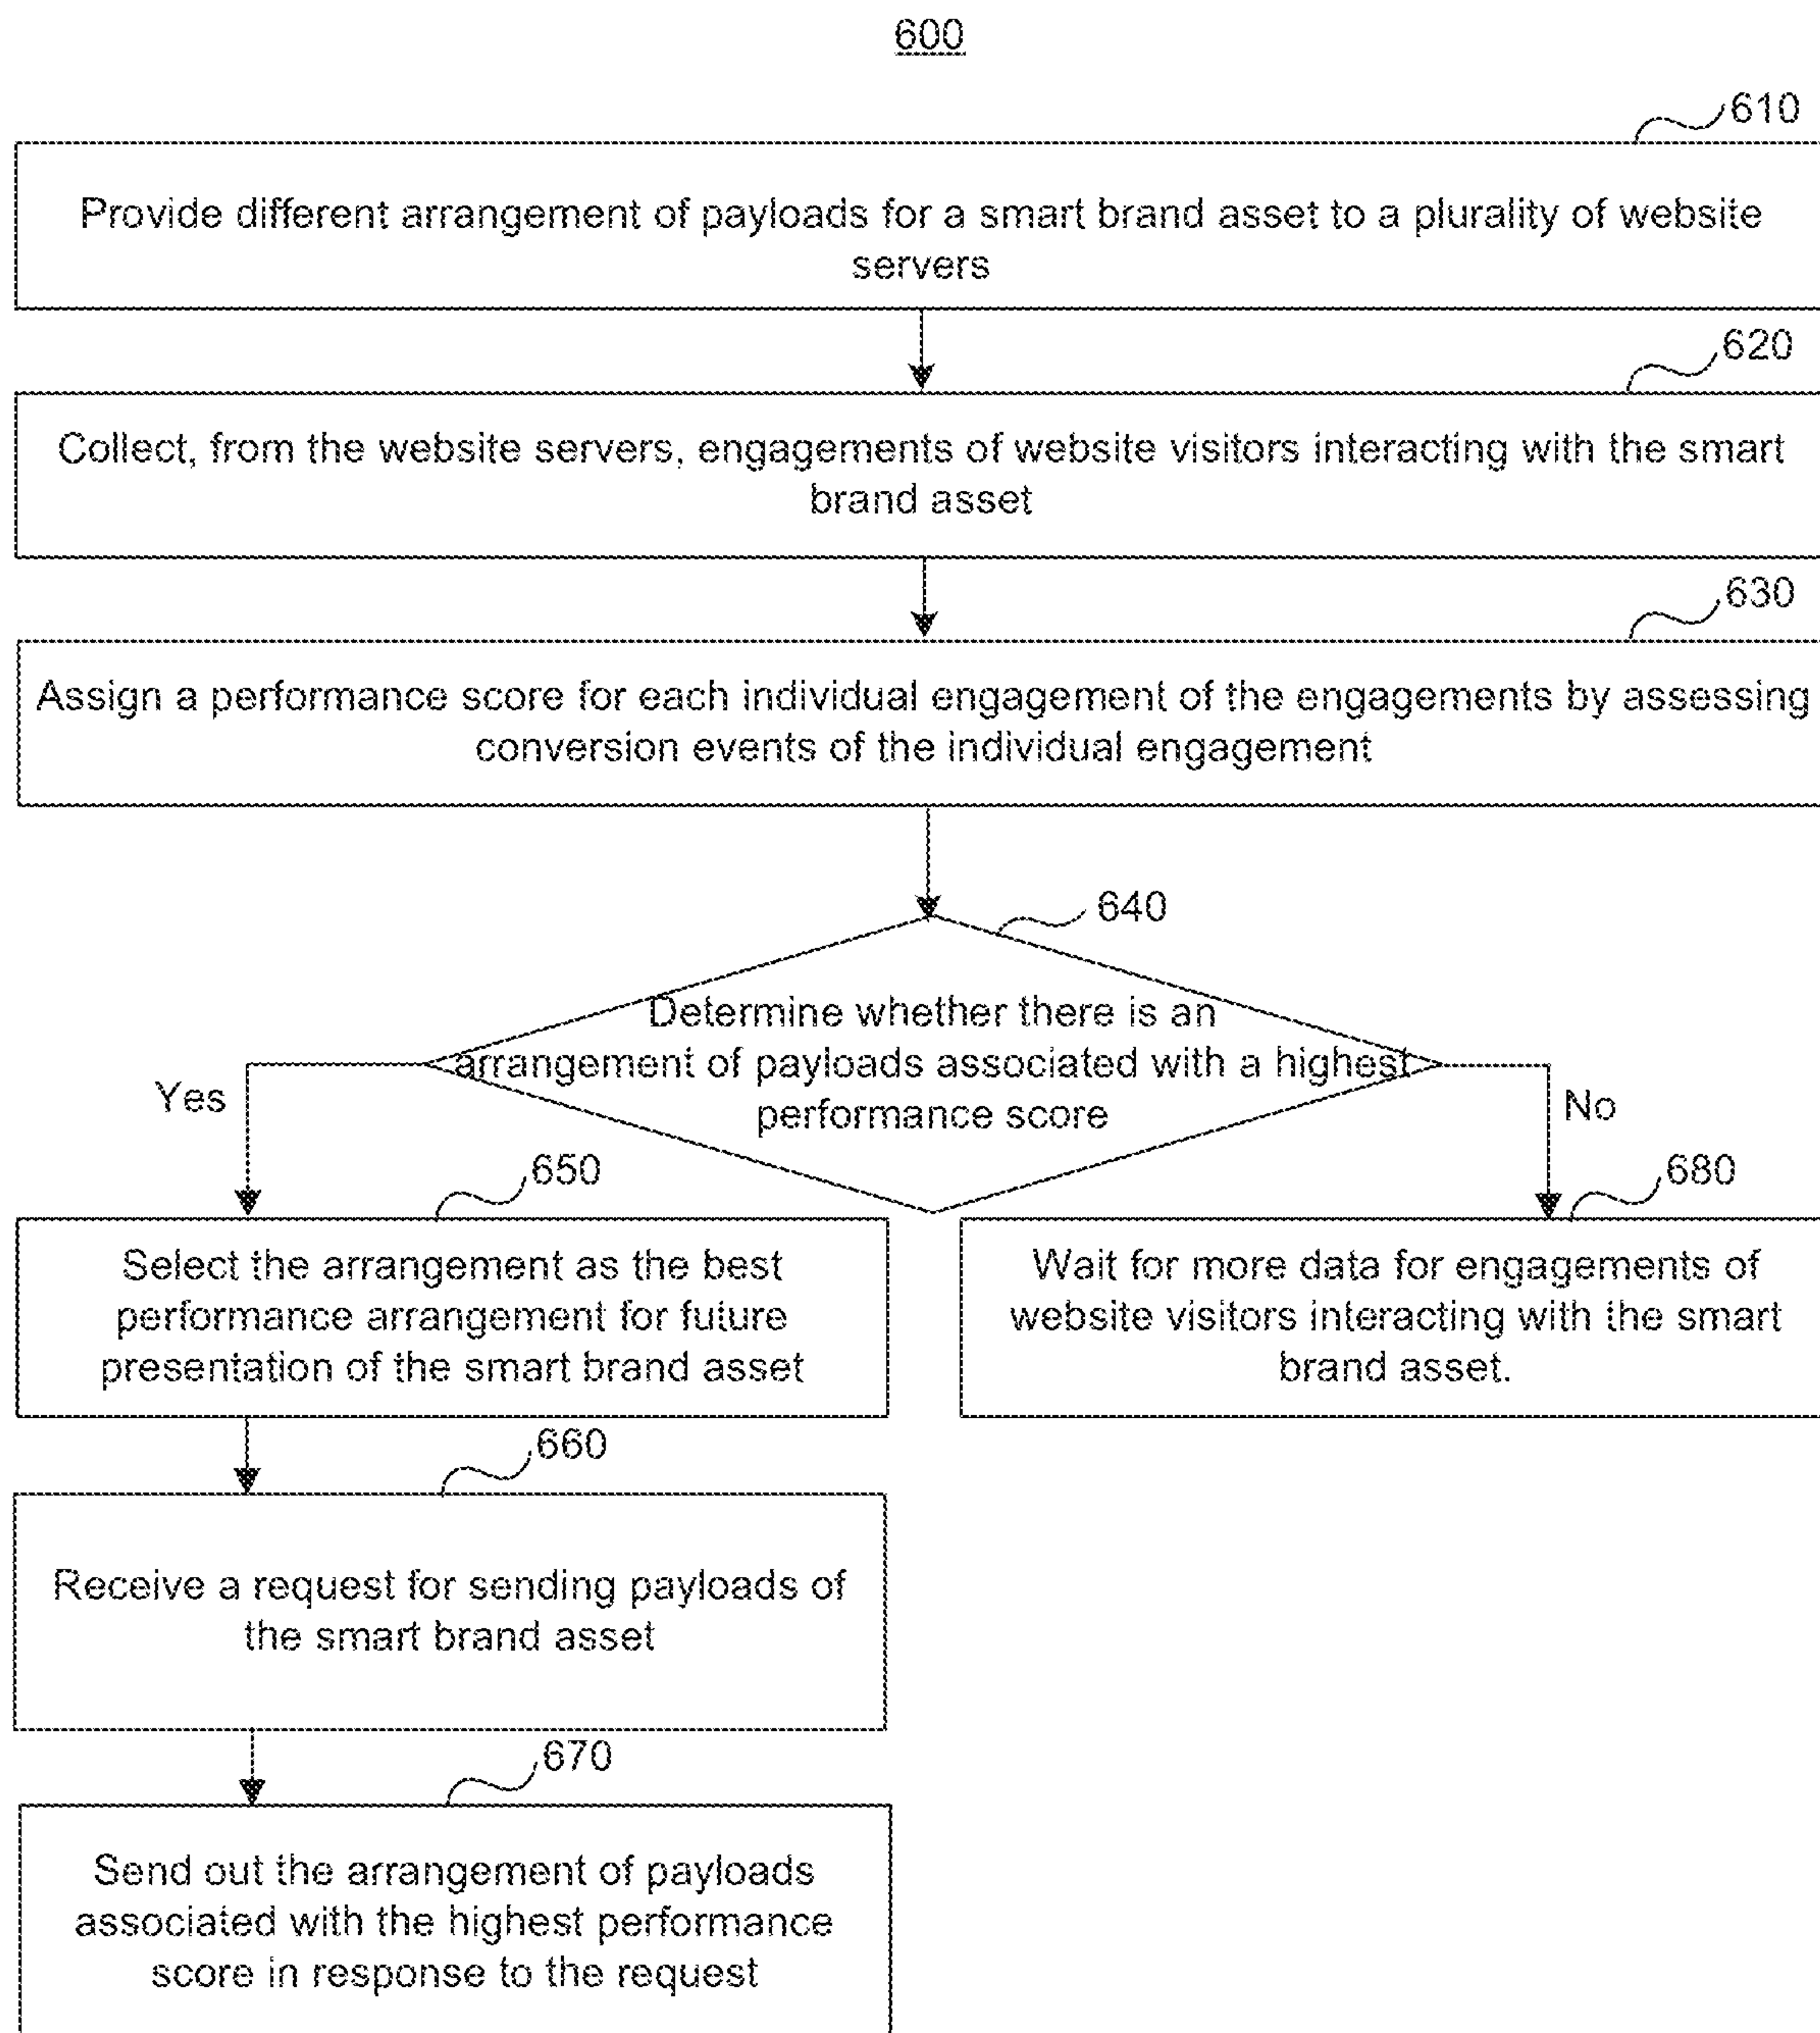 600
610
Provide different arrangement of payloads for a smart brand asset to a plurality of website
servers
620
Collect, from the website servers, engagements of website visitors interacting with the smart
brand asset
630
Assign a performance score for each individual engagement of the engagements by assessing
conversion events of the individual engagement
640
Determine whether there is an
arrangement of payloads associated with a highest
performance score
Yes
No
650
Select the arrangement as the best
performance arrangement for future
presentation of the smart brand asset
680
Wait for more data for engagements of
website visitors interacting with the smart
brand asset.
660
Receive a request for sending payloads of
the smart brand asset
670
Send out the arrangement of payloads
associated with the highest performance
score in response to the request